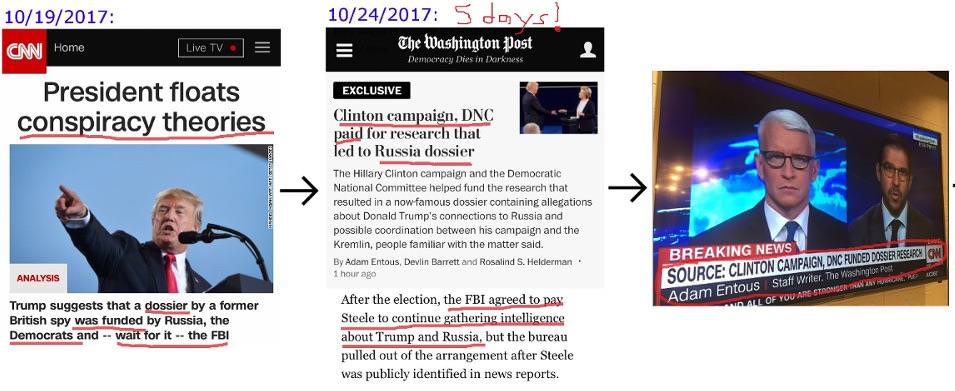 10/19/2017:
CNN
Home
Live TV
President floats
conspiracy theories
ANALYSIS
Trump suggests that a dossier by a former
British spy was funded by Russia, the
Democrats and -- wait for it -- the FBI
10/24/2017: 5 days!
The Washington Post
Democracy Dies in Darkness
EXCLUSIVE
Clinton campaign, DNC
paid for research that
led to Russia dossier
The Hillary Clinton campaign and the Democratic
National Committee helped fund the research that
resulted in a now-famous dossier containing allegations
about Donald Trump's connections to Russia and
possible coordination between his campaign and the
Kremlin, people familiar with the matter said.
By Adam Entous, Devlin Barrett and Rosalind S. Helderman •
1 hour ago
After the election, the FBI agreed to pay
Steele to continue gathering intelligence
about Trump and Russia, but the bureau
pulled out of the arrangement after Steele
was publicly identified in news reports.
BREAKING NEWS
SOURCE: CLINTON CAMPAIGN, DNC FUNDED DOSSIER RESEARCH
CNN
Adam Entous | Staff Writer, The Washington Post
AND ALL OF YOU ARE STRONGER THAN ANY HURRICANE.